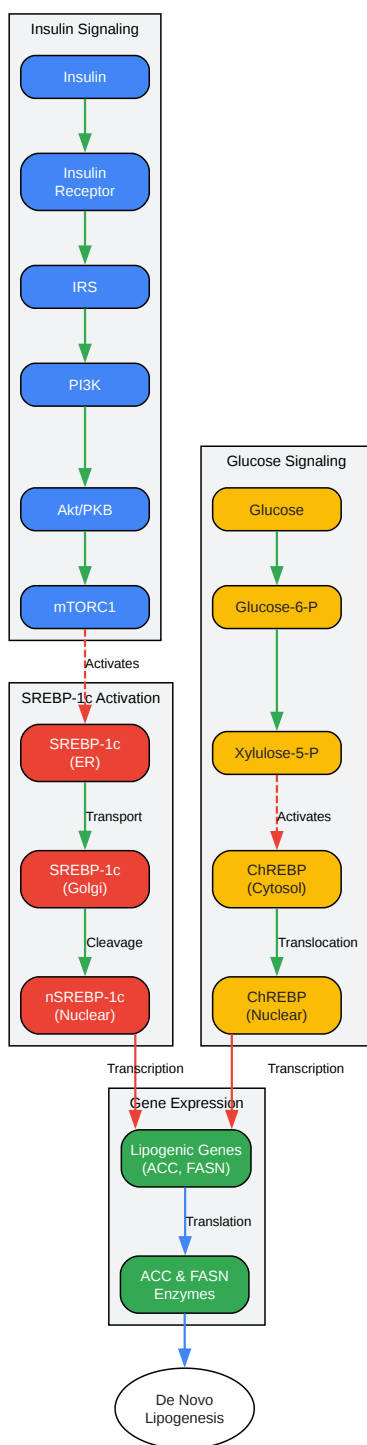 Insulin Signaling
Insulin
Insulin
Receptor
IRS
PI3K
Akt/PKB
mTORC1
Activates
SREBP-1c Activation
SREBP-1c
(ER)
Transport
SREBP-1c
(Golgi)
Cleavage
nSREBP-1c
(Nuclear)
Transcription
Glucose Signaling
Glucose
Glucose-6-P
Xylulose-5-P
Activates
ChREBP
(Cytosol)
Translocation
ChREBP
(Nuclear)
Transcription
Gene Expression
Lipogenic Genes
(ACC, FASN)
Translation
ACC & FASN
Enzymes
De Novo
Lipogenesis